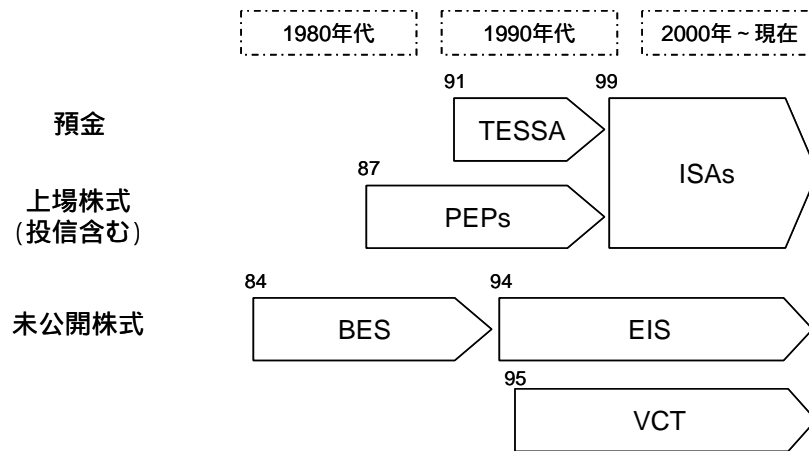 1980年代 1990年代 2000年~現在
91 99
預金 TESSA
ISAs
87
上場株式
(投信含む)
PEPs
84 94
未公開株式 BES EIS
95
VCT